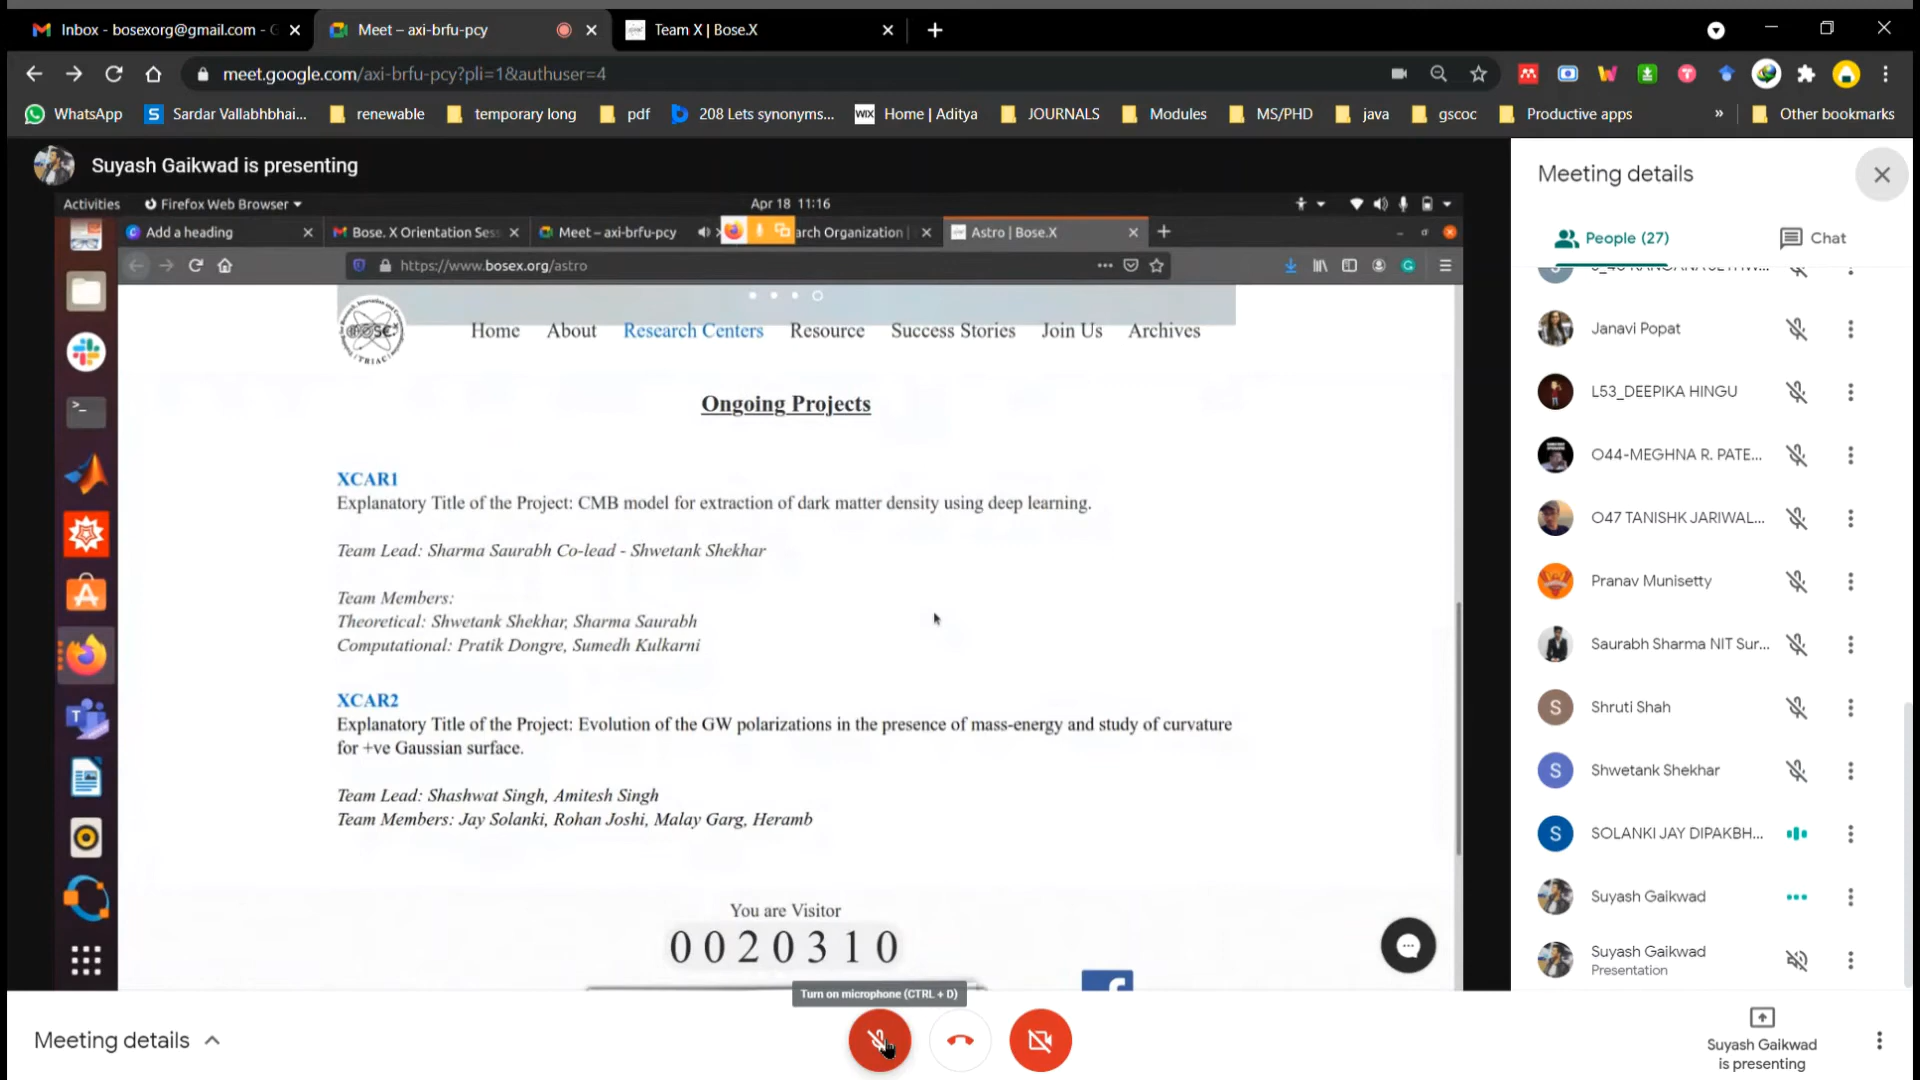 Inbox - bosexorg@gmail.com -
Meet – axi-brfu-pcy
Team X | Bose.X
meet.google.com/axi-brfu-pcy?pli=1&authuser=4
WhatsApp
Sardar Vallabhbhai...
renewable
temporary long
pdf
208 Lets synonyms...
WIX
Home | Aditya
JOURNALS
Modules
MS/PHD
java
gscoc
Productive apps
»
Other bookmarks
Suyash Gaikwad is presenting
Activities
Firefox Web Browser
Apr 18 11:16
Add a heading
Bose. X Orientation Ses
Meet – axi-brfu-pcy
arch Organization |
Astro | Bose.X
https://www.bosex.org/astro
Home
About
Research Centers
Resource
Success Stories
Join Us
Archives
Ongoing Projects
XCAR1
Explanatory Title of the Project: CMB model for extraction of dark matter density using deep learning.
Team Lead: Sharma Saurabh Co-lead - Shwetank Shekhar
Team Members:
Theoretical: Shwetank Shekhar, Sharma Saurabh
Computational: Pratik Dongre, Sumedh Kulkarni
XCAR2
Explanatory Title of the Project: Evolution of the GW polarizations in the presence of mass-energy and study of curvature
for +ve Gaussian surface.
Team Lead: Shashwat Singh, Amitesh Singh
Team Members: Jay Solanki, Rohan Joshi, Malay Garg, Heramb
You are Visitor
0020310
Turn on microphone (CTRL + D)
Meeting details
People (27)
Chat
Janavi Popat
L53_DEEPIKA HINGU
O44-MEGHNA R. PATE...
O47 TANISHK JARIWAL...
Pranav Munisetty
Saurabh Sharma NIT Sur...
S
Shruti Shah
S
Shwetank Shekhar
S
SOLANKI JAY DIPAKBH...
Suyash Gaikwad
Suyash Gaikwad
Presentation
Meeting details
Suyash Gaikwad
is presenting